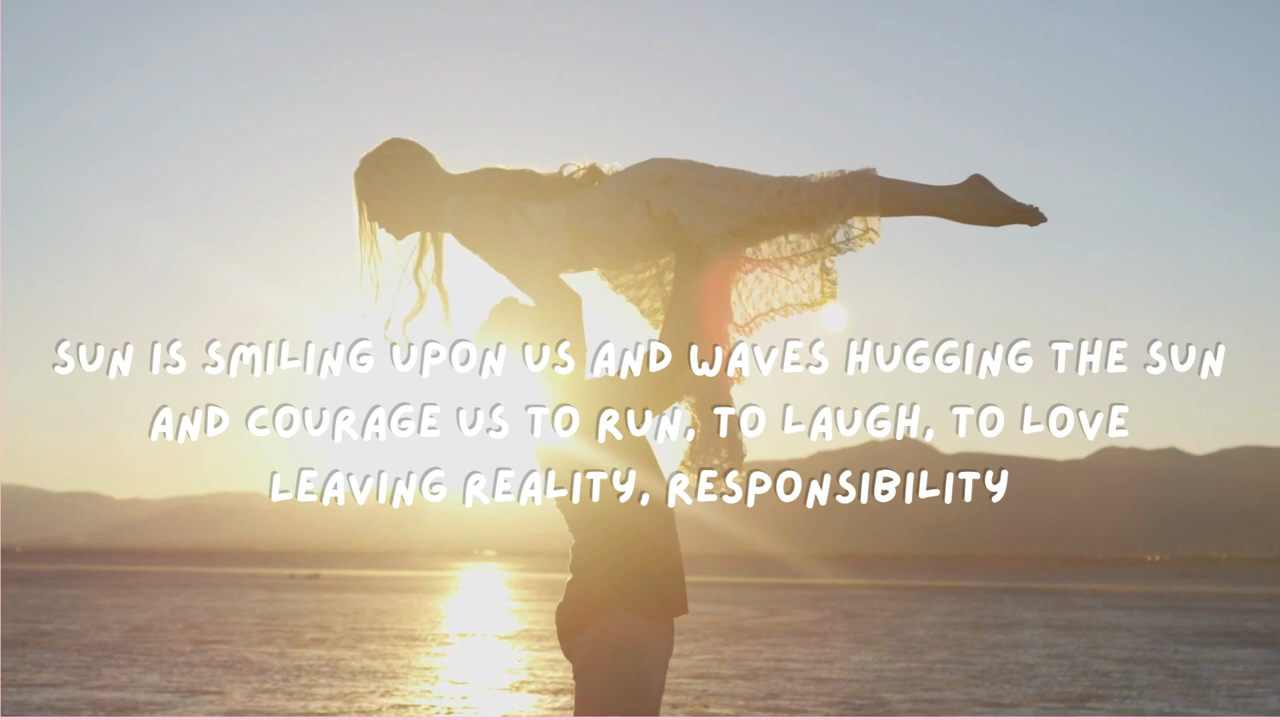 SUN IS SMILING UPON US AND WAVES HUGGING THE SUN
AND COURAGE US TO RUN, TO LAUGH, TO LOVE
LEAVING REALITY, RESPONSIBILITY